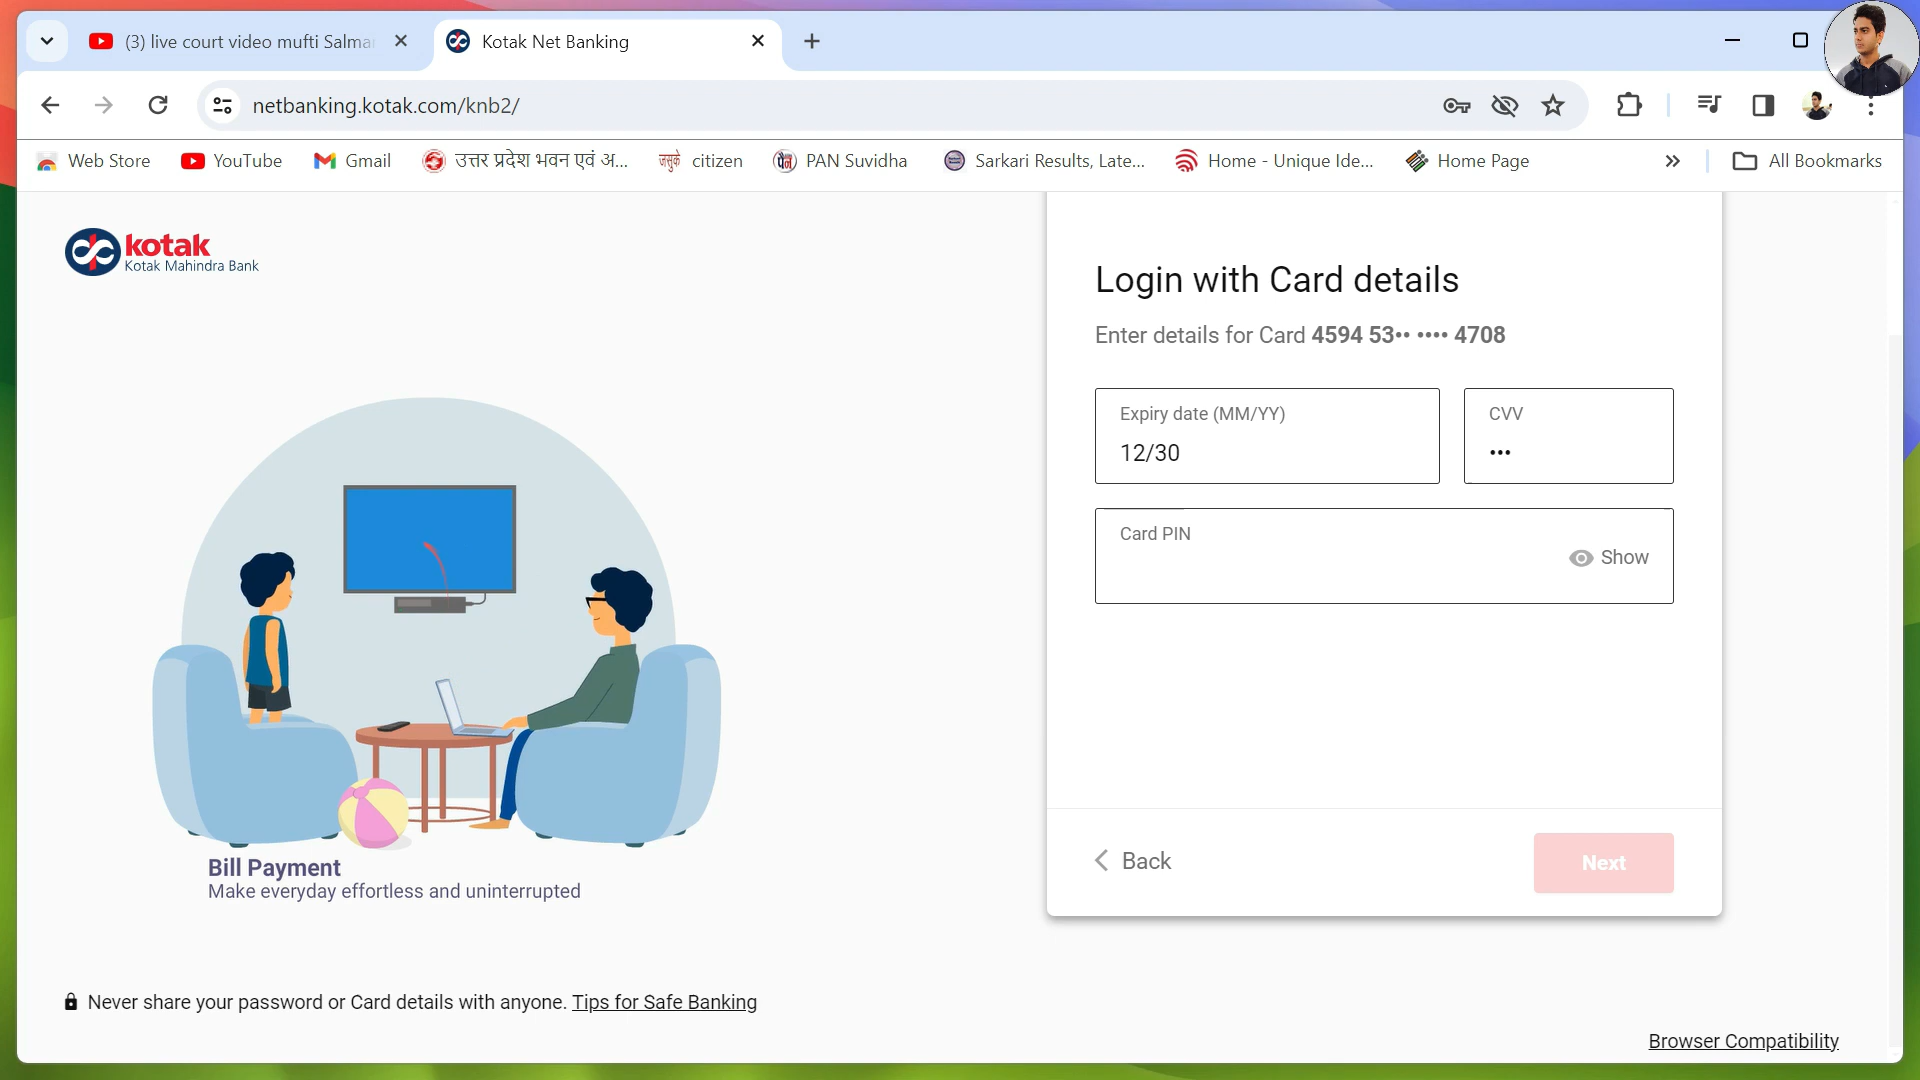 (3) live court video mufti Salma
Kotak Net Banking
netbanking.kotak.com/knb2/
Web Store
YouTube
Gmail
उत्तर प्रदेश भवन एवं अ...
citizen
PAN Suvidha
Sarkari Results, Late...
Home - Unique Ide...
Home Page
All Bookmarks
kotak
Kotak Mahindra Bank
Login with Card details
Enter details for Card 4594 53•• •••• 4708
Expiry date (MM/YY)
12/30
CVV
•••
Card PIN
Show
Back
Next
Bill Payment
Make everyday effortless and uninterrupted
Never share your password or Card details with anyone. Tips for Safe Banking
Browser Compatibility